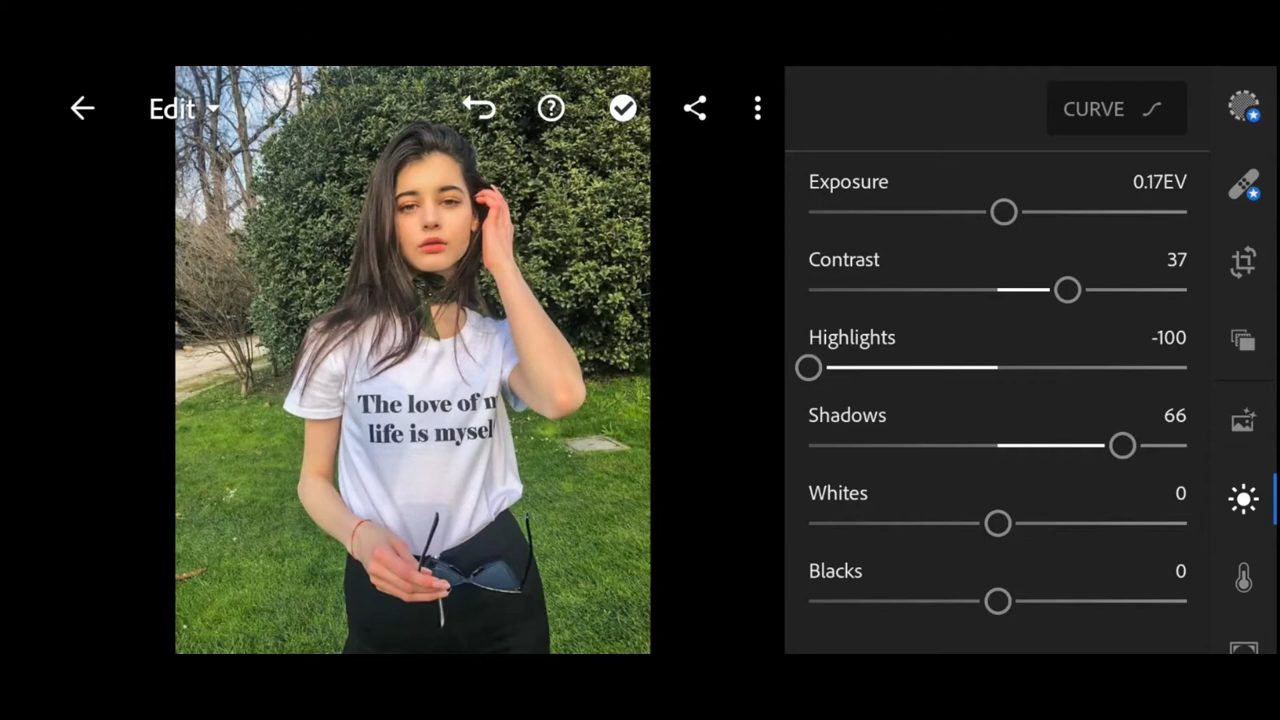 Edit
CURVE
Exposure 0.17EV
Contrast 37
Highlights -100
Shadows 66
Whites 0
Blacks 0
The love of m
life is mysel